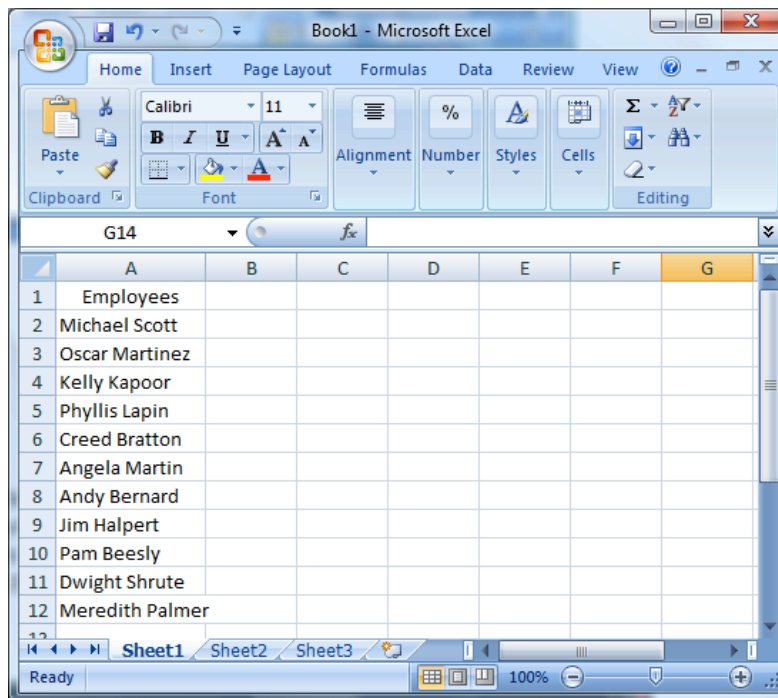 Book1 - Microsoft Excel
Home Insert Page Layout Formulas Data Review View
Calibri 11
B I U A A
Paste
A
Alignment Number Styles Cells
%
A
Σ
A Z
Clipboard Font Editing
G14 fx
A B C D E F G
1 Employees
2 Michael Scott
3 Oscar Martinez
4 Kelly Kapoor
5 Phyllis Lapin
6 Creed Bratton
7 Angela Martin
8 Andy Bernard
9 Jim Halpert
10 Pam Beesly
11 Dwight Shrute
12 Meredith Palmer
13
Sheet1 Sheet2 Sheet3
Ready 100%